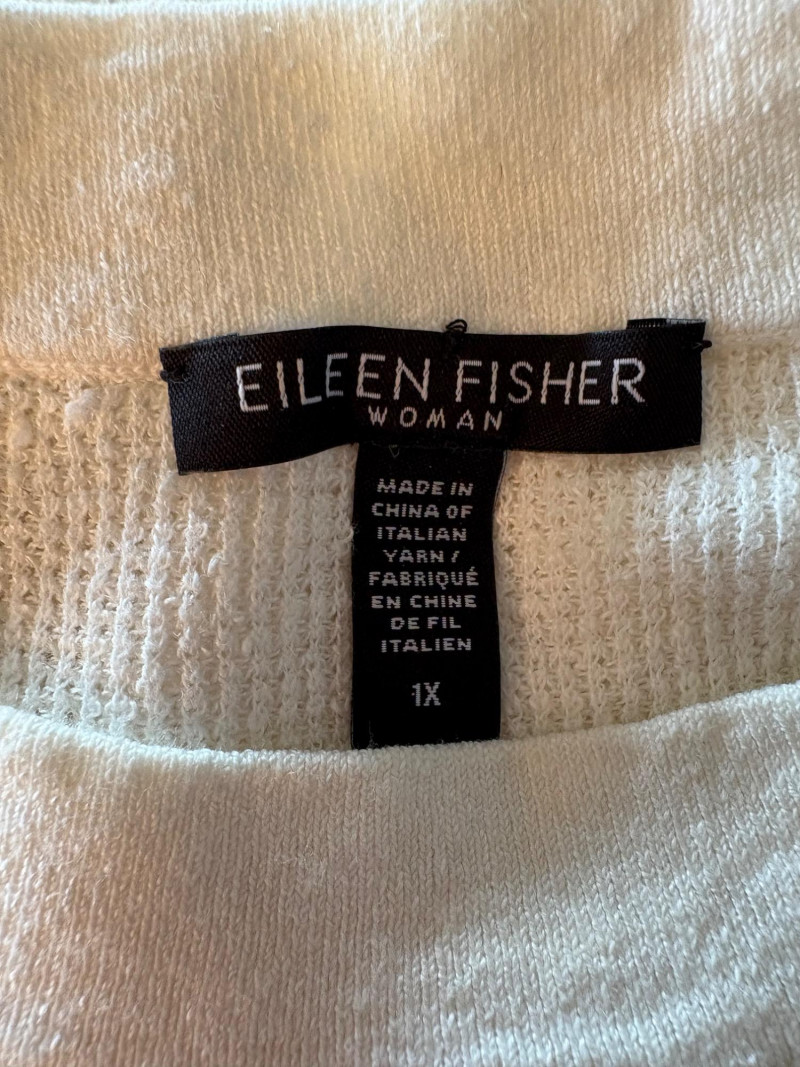 EILEEN FISHER
WOMAN
MADE IN
CHINA OF
ITALIAN
YARN /
FABRIQUÉ
EN CHINE
DE FIL
ITALIEN
1X